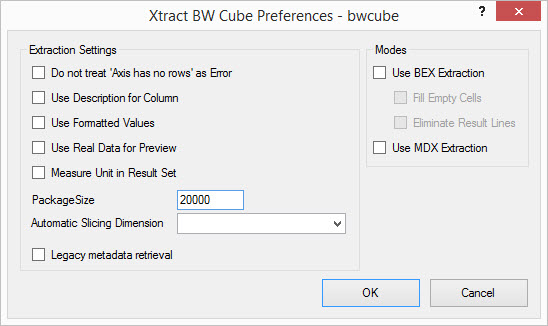 Xtract BW Cube Preferences - bwcube
?
Extraction Settings
Do not treat 'Axis has no rows' as Error
Use Description for Column
Use Formatted Values
Use Real Data for Preview
Measure Unit in Result Set
PackageSize 20000
Automatic Slicing Dimension
Legacy metadata retrieval
Modes
Use BEX Extraction
Fill Empty Cells
Eliminate Result Lines
Use MDX Extraction
OK Cancel